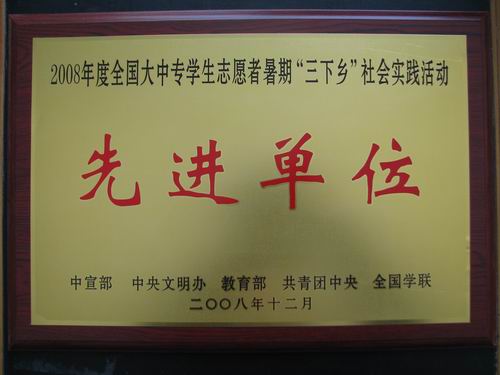 2008年度全国大中专学生志愿者暑期“三下乡”社会实践活动
先进单位
中宣部 中央文明办 教育部 共青团中央 全国学联
二〇〇八年十二月